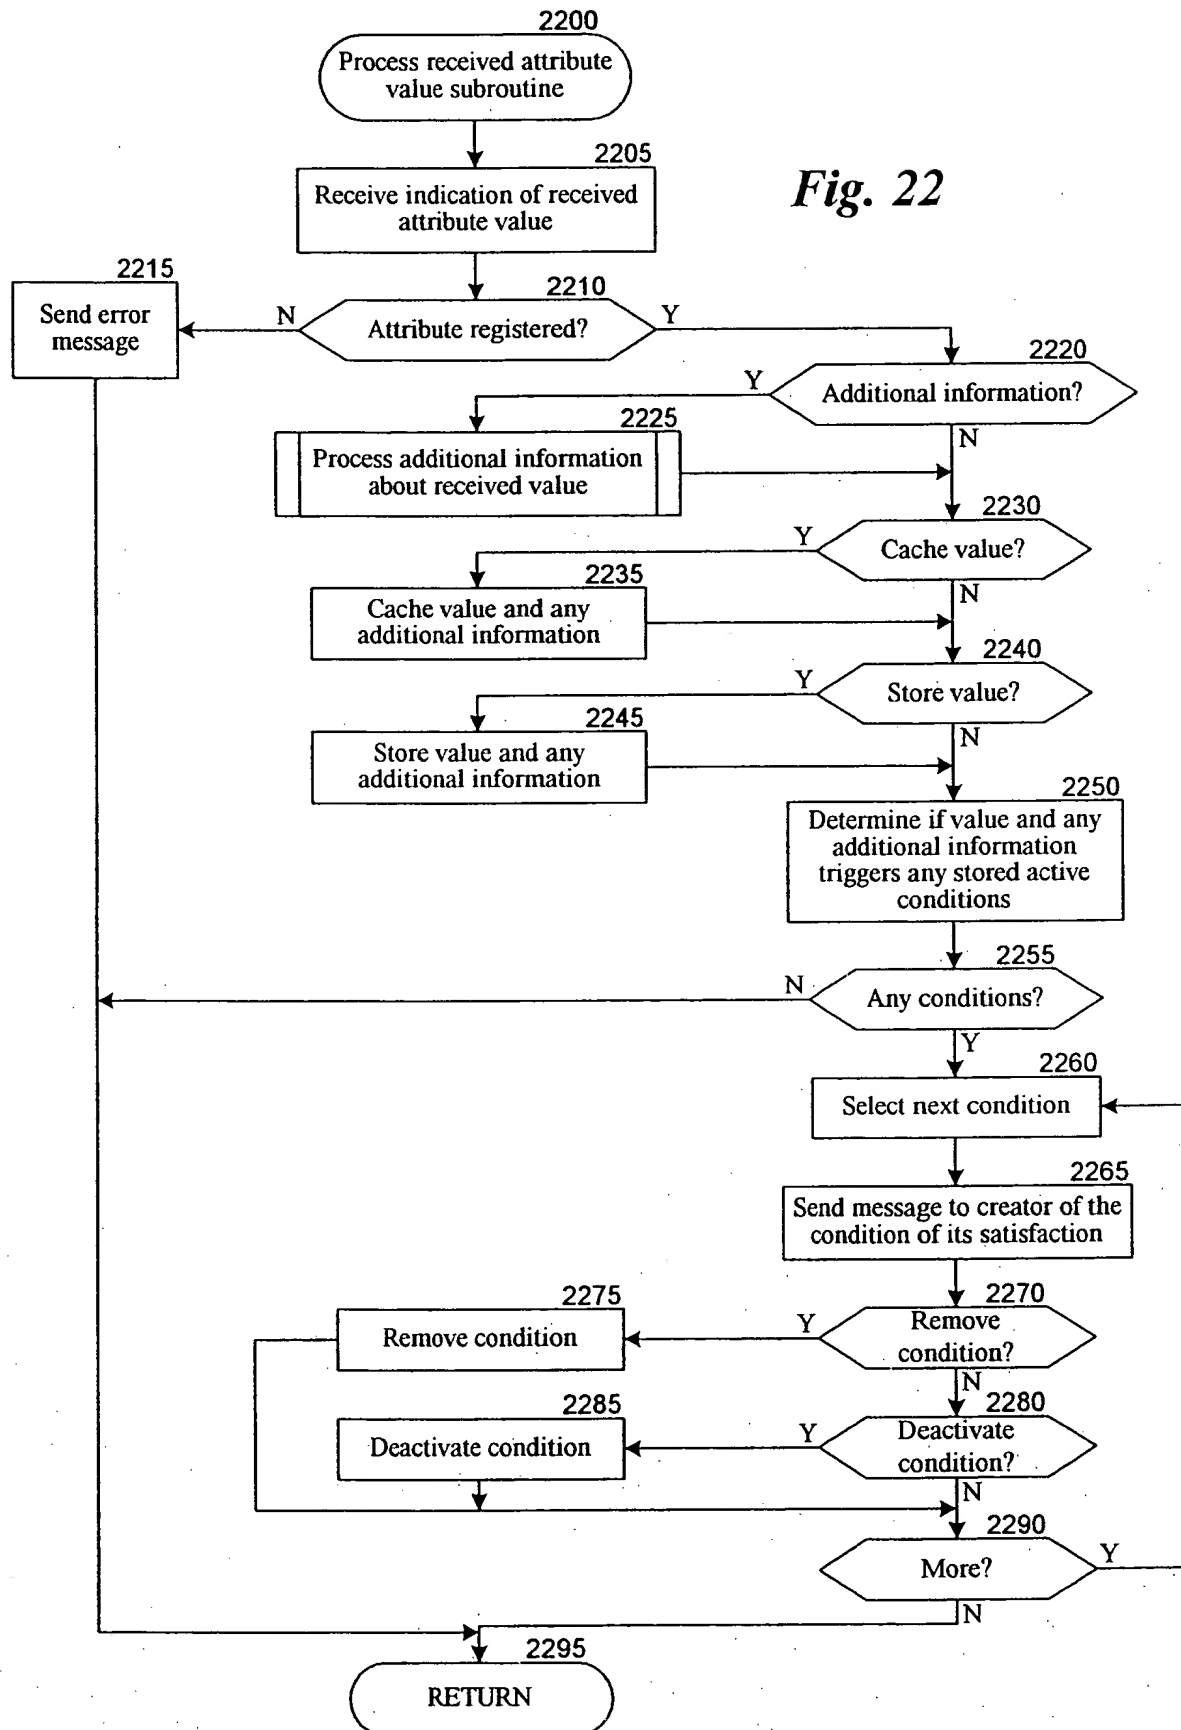 2200
Process received attribute
value subroutine
2205
Receive indication of received
attribute value
Fig. 22
2215
Send error
message
N
2210
Attribute registered?
Y
2220
Additional information?
Y
N
2225
Process additional information
about received value
2230
Cache value?
Y
N
2235
Cache value and any
additional information
2240
Store value?
Y
N
2245
Store value and any
additional information
2250
Determine if value and any
additional information
triggers any stored active
conditions
2255
Any conditions?
N
Y
2260
Select next condition
2265
Send message to creator of the
condition of its satisfaction
2270
Remove
condition?
Y
N
2275
Remove condition
2280
Deactivate
condition?
Y
N
2285
Deactivate condition
2290
More?
Y
N
2295
RETURN